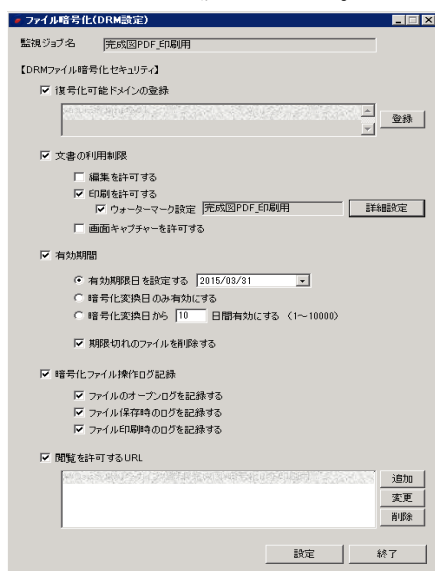 ファイル暗号化(DRM設定)
監視ジョブ名 完成図PDF_印刷用
【DRMファイル暗号化セキュリティ】
復号化可能ドメインの登録
登録
文書の利用制限
編集を許可する
印刷を許可する
ウォーターマーク設定 完成図PDF_印刷用 詳細設定
画面キャプチャーを許可する
有効期間
有効期限日を設定する 2015/03/31
暗号化変換日のみ有効にする
暗号化変換日から 10 日間有効にする (1～10000)
期限切れのファイルを削除する
暗号化ファイル操作ログ記録
ファイルのオープンログを記録する
ファイル保存時のログを記録する
ファイル印刷時のログを記録する
閲覧を許可するURL
追加
変更
削除
設定 終了